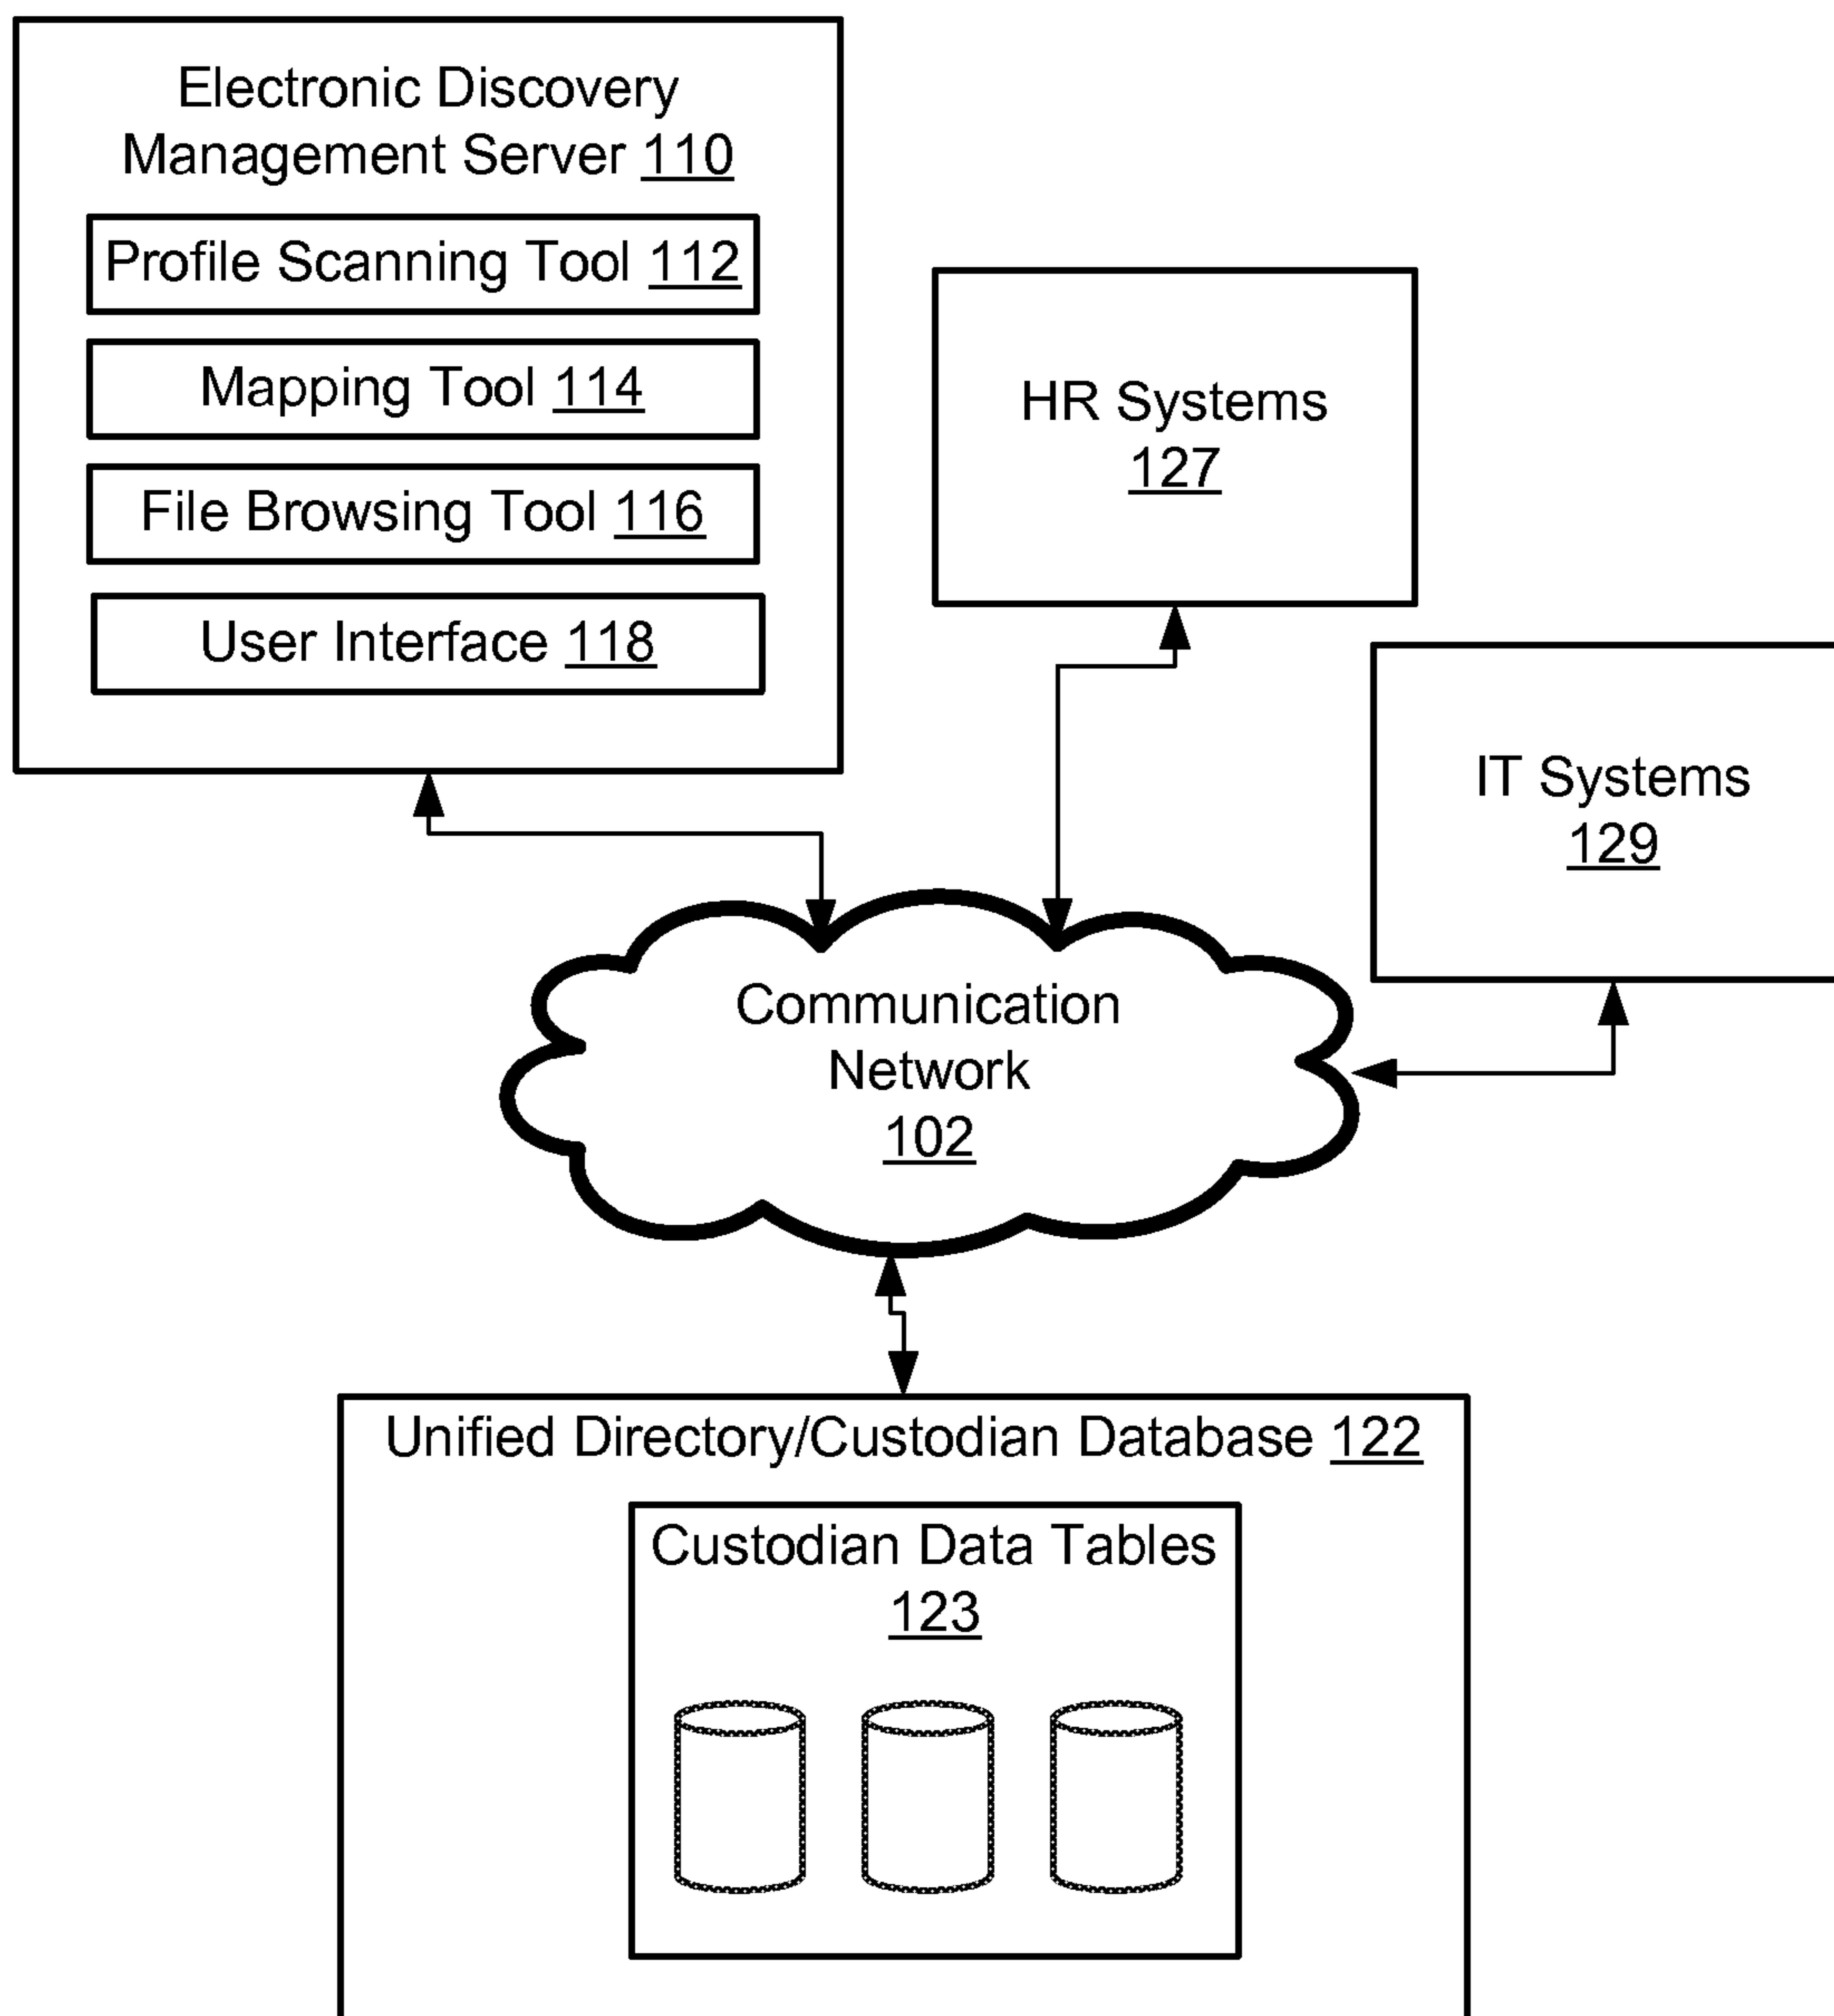 Electronic Discovery
Management Server 110
Profile Scanning Tool 112
Mapping Tool 114
File Browsing Tool 116
User Interface 118
HR Systems
127
IT Systems
129
Communication
Network
102
Unified Directory/Custodian Database 122
Custodian Data Tables
123